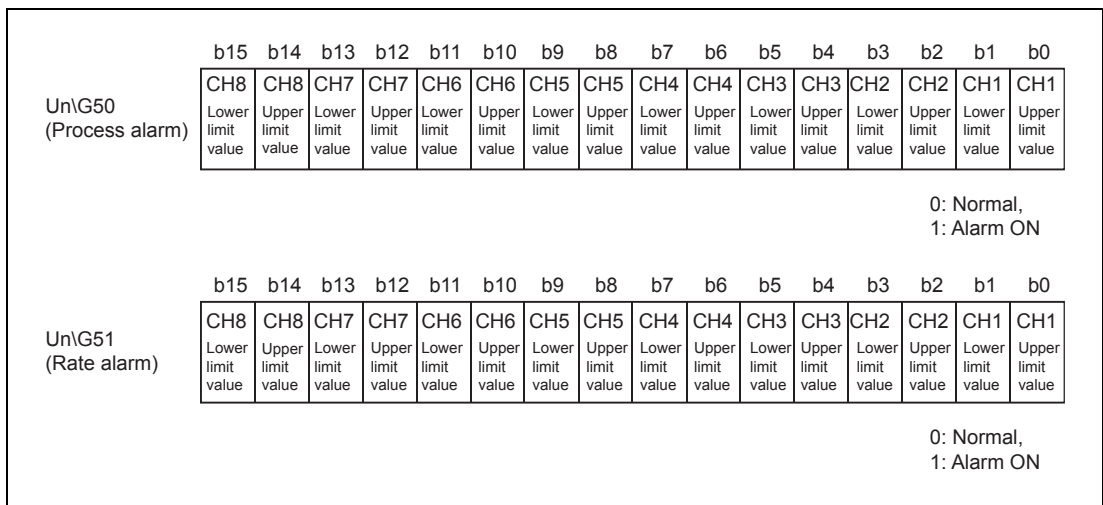 b15 b14 b13 b12 b11 b10 b9 b8 b7 b6 b5 b4 b3 b2 b1 b0
Un\G50
(Process alarm)
CH8 CH8 CH7 CH7 CH6 CH6 CH5 CH5 CH4 CH4 CH3 CH3 CH2 CH2 CH1 CH1
Lower Upper Lower Upper Lower Upper Lower Upper Lower Upper Lower Upper Lower Upper Lower Upper
limit limit limit limit limit limit limit limit limit limit limit limit limit limit limit limit
value value value value value value value value value value value value value value value value
0: Normal,
1: Alarm ON
b15 b14 b13 b12 b11 b10 b9 b8 b7 b6 b5 b4 b3 b2 b1 b0
Un\G51
(Rate alarm)
CH8 CH8 CH7 CH7 CH6 CH6 CH5 CH5 CH4 CH4 CH3 CH3 CH2 CH2 CH1 CH1
Lower Upper Lower Upper Lower Upper Lower Upper Lower Upper Lower Upper Lower Upper Lower Upper
limit limit limit limit limit limit limit limit limit limit limit limit limit limit limit limit
value value value value value value value value value value value value value value value value
0: Normal,
1: Alarm ON